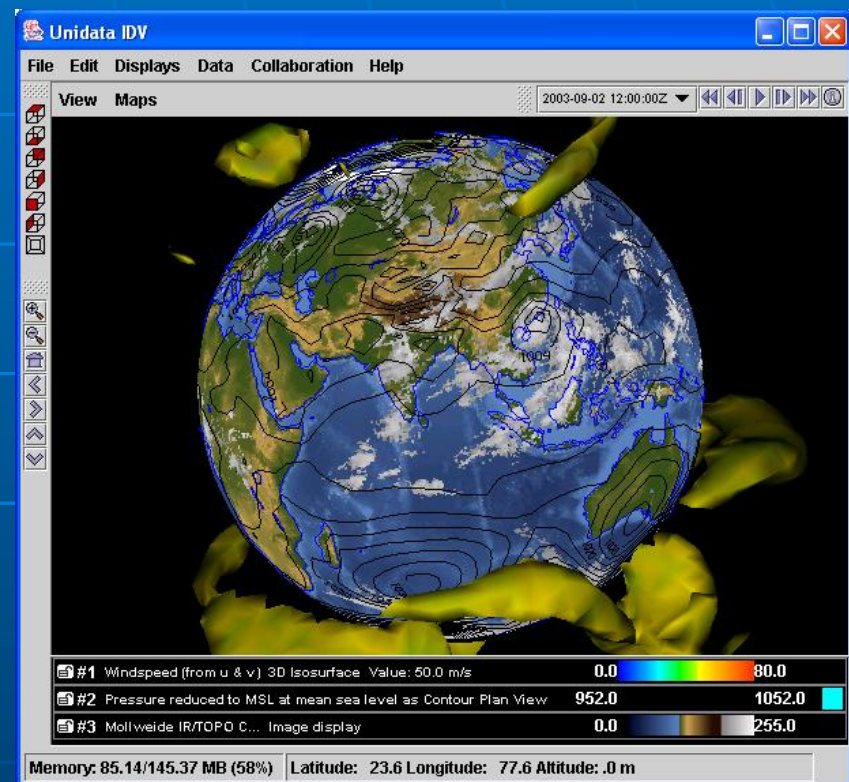 Unidata IDV
File Edit Displays Data Collaboration Help
View Maps 2003-09-02 12:00:00Z
1009
#1 Windspeed (from u & v) 3D Isosurface Value: 50.0 m/s 0.0 80.0
#2 Pressure reduced to MSL at mean sea level as Contour Plan View 952.0 1052.0
#3 Mollweide IR/TOPO C... Image display 0.0 255.0
Memory: 85.14/145.37 MB (58%) Latitude: 23.6 Longitude: 77.6 Altitude: .0 m